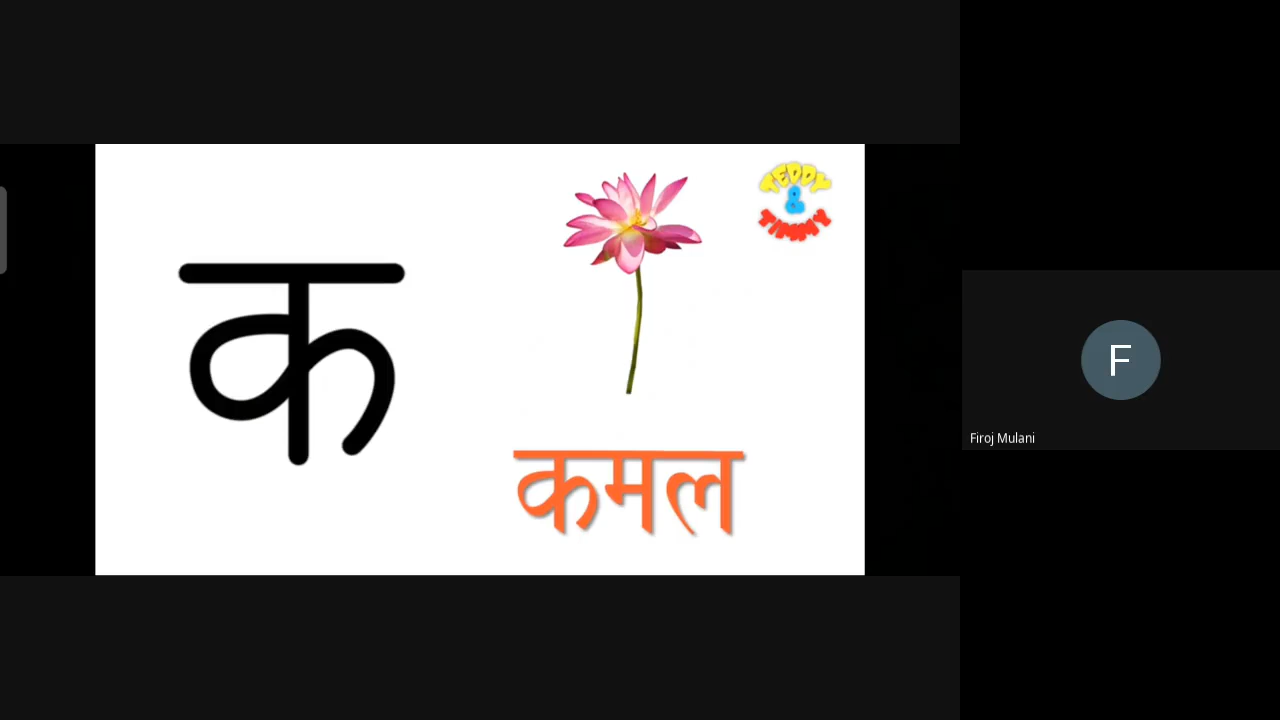 TEDDY
&
TIMMY
क
कमल
F
Firoj Mulani